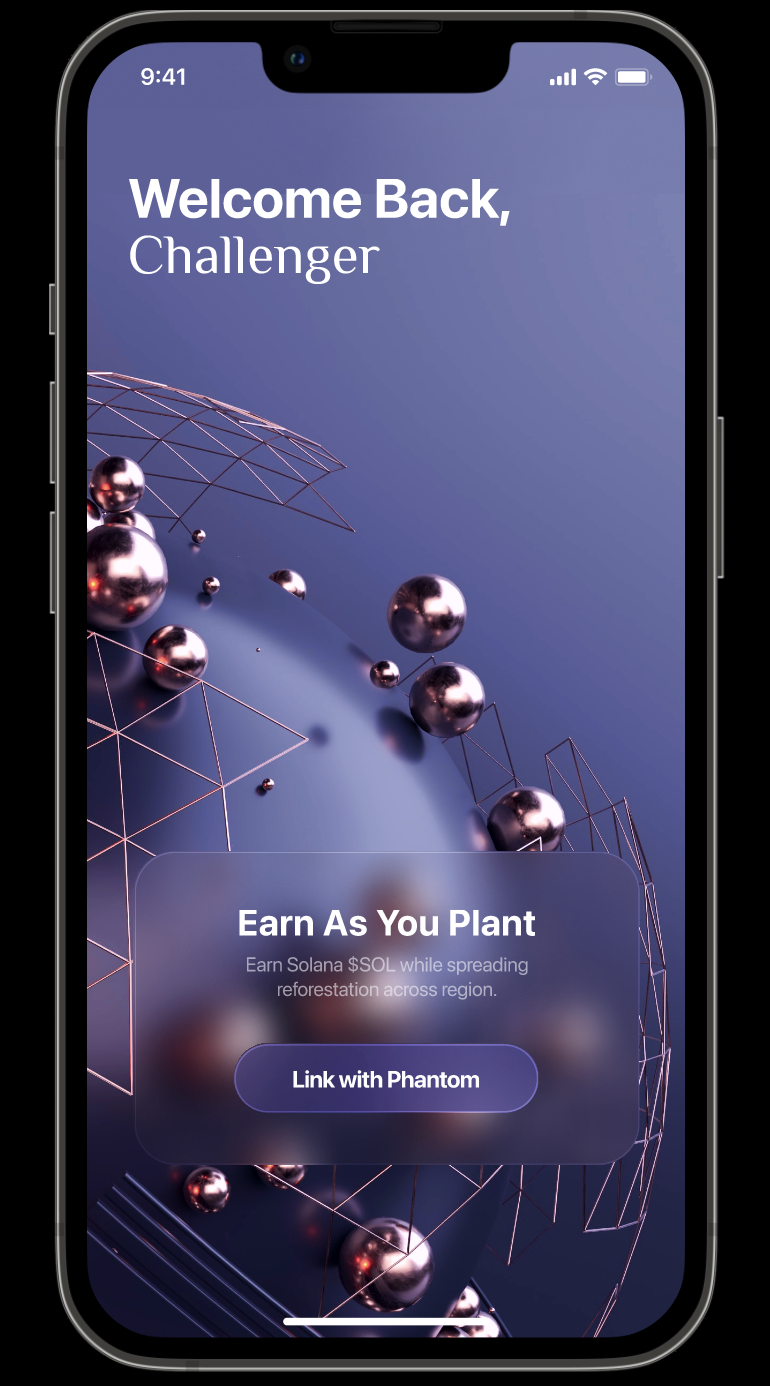 9:41
Welcome Back,
Challenger
Earn As You Plant
Earn Solana $SOL while spreading
reforestation across region.
Link with Phantom